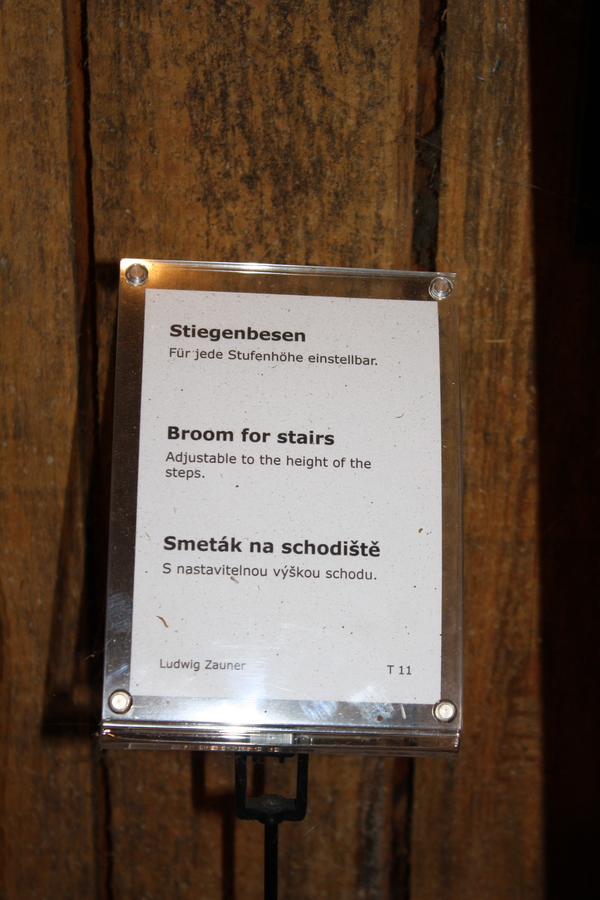 Stiegenbesen
Für jede Stufenhöhe einstellbar.
Broom for stairs
Adjustable to the height of the
steps.
Smeták na schodiště
S nastavitelnou výškou schodu.
Ludwig Zauner
T 11